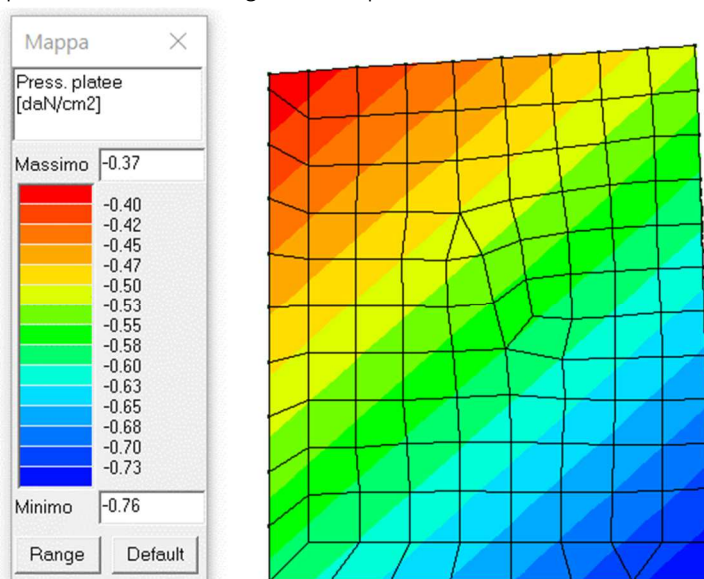 Mappa
Press. platee
[daN/cm2]
Massimo -0.37
-0.40
-0.42
-0.45
-0.47
-0.50
-0.53
-0.55
-0.58
-0.60
-0.63
-0.65
-0.68
-0.70
-0.73
Minimo -0.76
Range Default